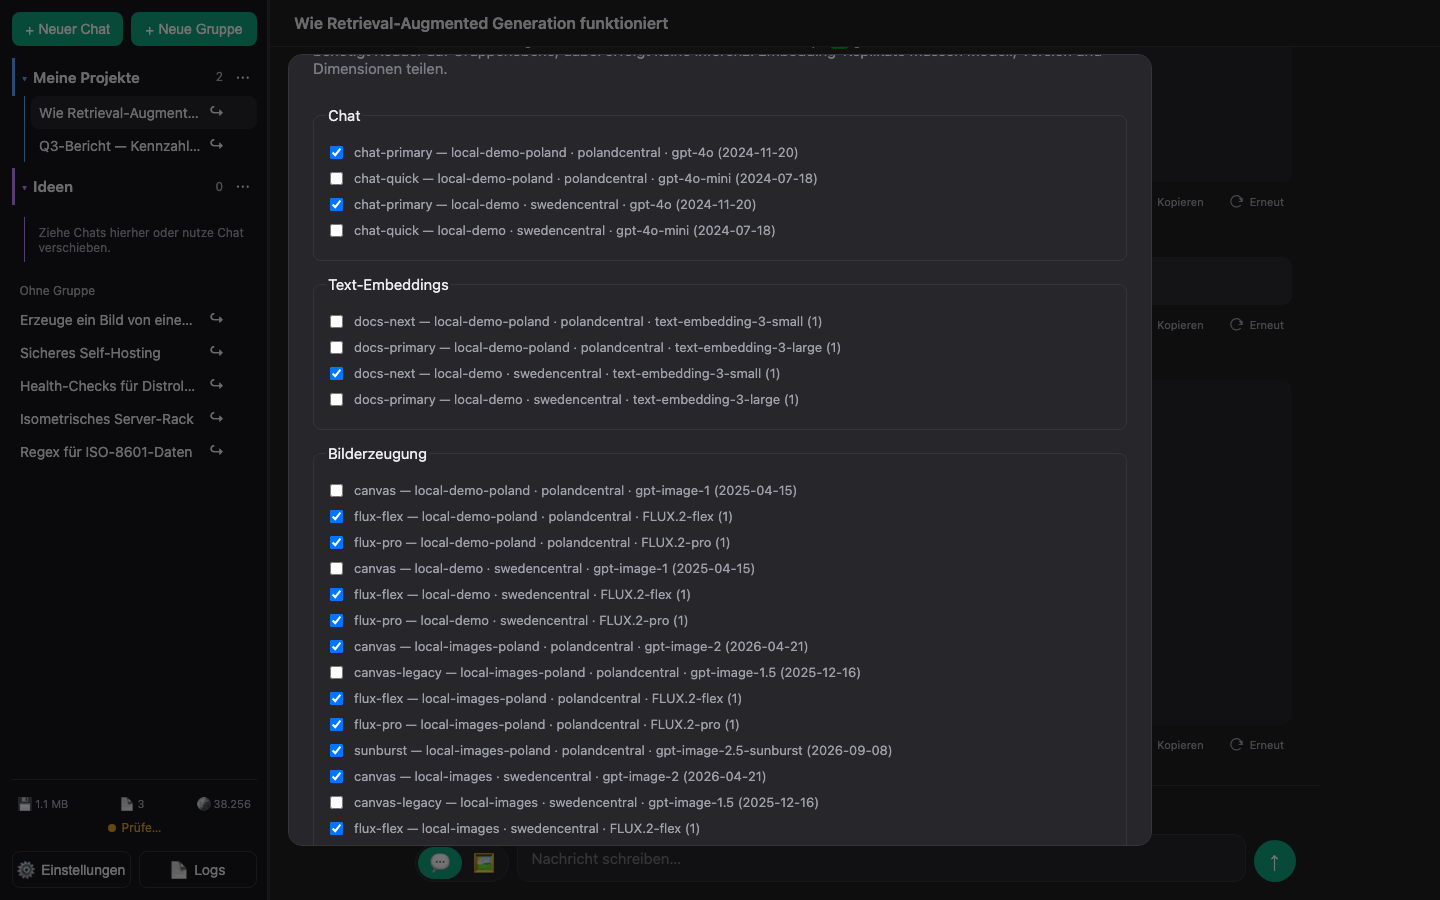 + Neuer Chat
+ Neue Gruppe
Meine Projekte
2
Wie Retrieval-Augment...
Q3-Bericht — Kennzahl...
Ideen
0
Ziehe Chats hierher oder nutze Chat
verschieben.
Ohne Gruppe
Erzeuge ein Bild von eine...
Sicheres Self-Hosting
Health-Checks für Distrol...
Isometrisches Server-Rack
Regex für ISO-8601-Daten
1.1 MB
3
38.256
Prüfe...
Einstellungen
Logs
Wie Retrieval-Augmented Generation funktioniert
Dimensionen teilen.
Chat
chat-primary — local-demo-poland · polandcentral · gpt-4o (2024-11-20)
chat-quick — local-demo-poland · polandcentral · gpt-4o-mini (2024-07-18)
chat-primary — local-demo · swedencentral · gpt-4o (2024-11-20)
chat-quick — local-demo · swedencentral · gpt-4o-mini (2024-07-18)
Text-Embeddings
docs-next — local-demo-poland · polandcentral · text-embedding-3-small (1)
docs-primary — local-demo-poland · polandcentral · text-embedding-3-large (1)
docs-next — local-demo · swedencentral · text-embedding-3-small (1)
docs-primary — local-demo · swedencentral · text-embedding-3-large (1)
Bilderzeugung
canvas — local-demo-poland · polandcentral · gpt-image-1 (2025-04-15)
flux-flex — local-demo-poland · polandcentral · FLUX.2-flex (1)
flux-pro — local-demo-poland · polandcentral · FLUX.2-pro (1)
canvas — local-demo · swedencentral · gpt-image-1 (2025-04-15)
flux-flex — local-demo · swedencentral · FLUX.2-flex (1)
flux-pro — local-demo · swedencentral · FLUX.2-pro (1)
canvas — local-images-poland · polandcentral · gpt-image-2 (2026-04-21)
canvas-legacy — local-images-poland · polandcentral · gpt-image-1.5 (2025-12-16)
flux-flex — local-images-poland · polandcentral · FLUX.2-flex (1)
flux-pro — local-images-poland · polandcentral · FLUX.2-pro (1)
sunburst — local-images-poland · polandcentral · gpt-image-2.5-sunburst (2026-09-08)
canvas — local-images · swedencentral · gpt-image-2 (2026-04-21)
canvas-legacy — local-images · swedencentral · gpt-image-1.5 (2025-12-16)
flux-flex — local-images · swedencentral · FLUX.2-flex (1)
Kopieren
Erneut
Kopieren
Erneut
Kopieren
Erneut
Nachricht schreiben...